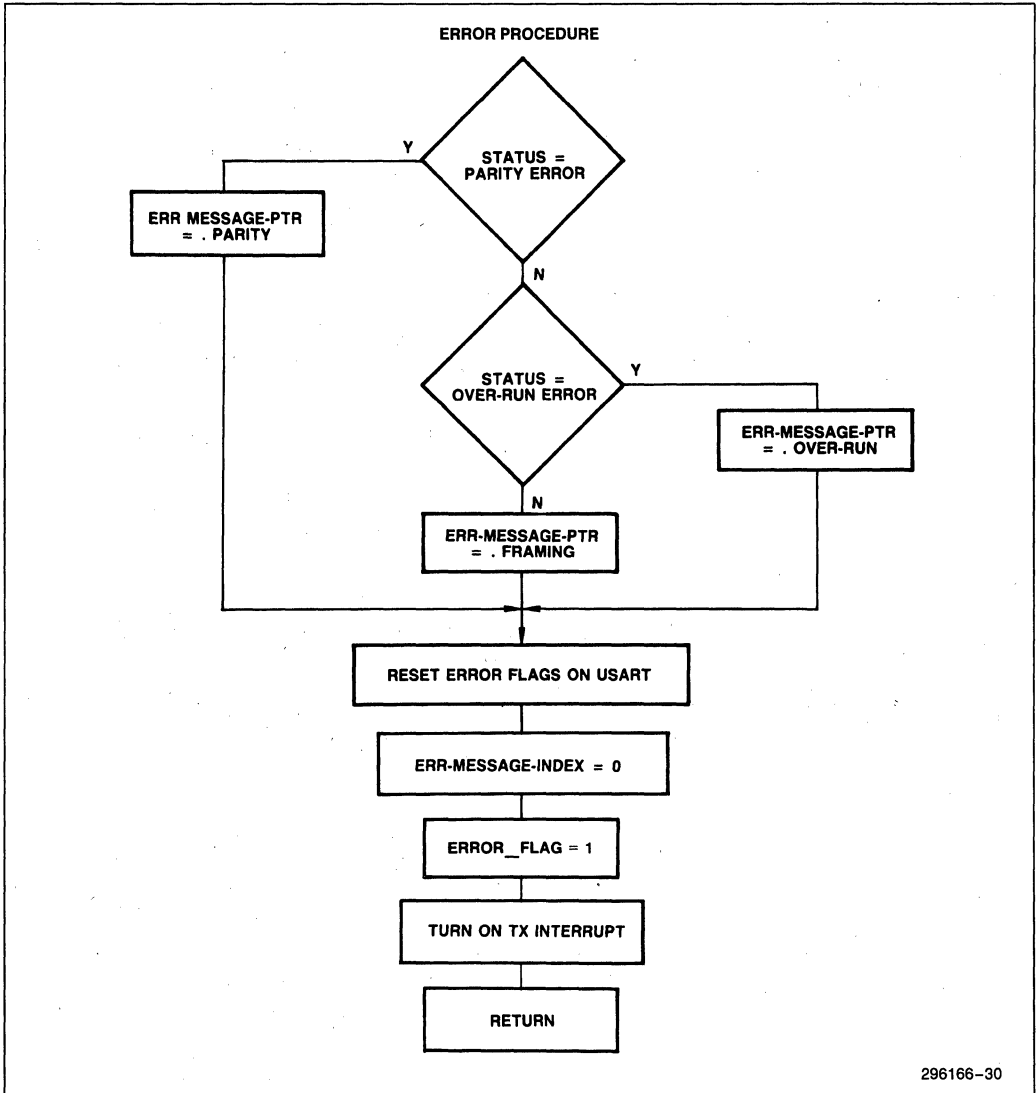 ERROR PROCEDURE
Y
STATUS =
PARITY ERROR
ERR MESSAGE-PTR
= . PARITY
N
STATUS =
OVER-RUN ERROR
Y
ERR-MESSAGE-PTR
= . OVER-RUN
N
ERR-MESSAGE-PTR
= . FRAMING
RESET ERROR FLAGS ON USART
ERR-MESSAGE-INDEX = 0
ERROR_FLAG = 1
TURN ON TX INTERRUPT
RETURN
296166-30